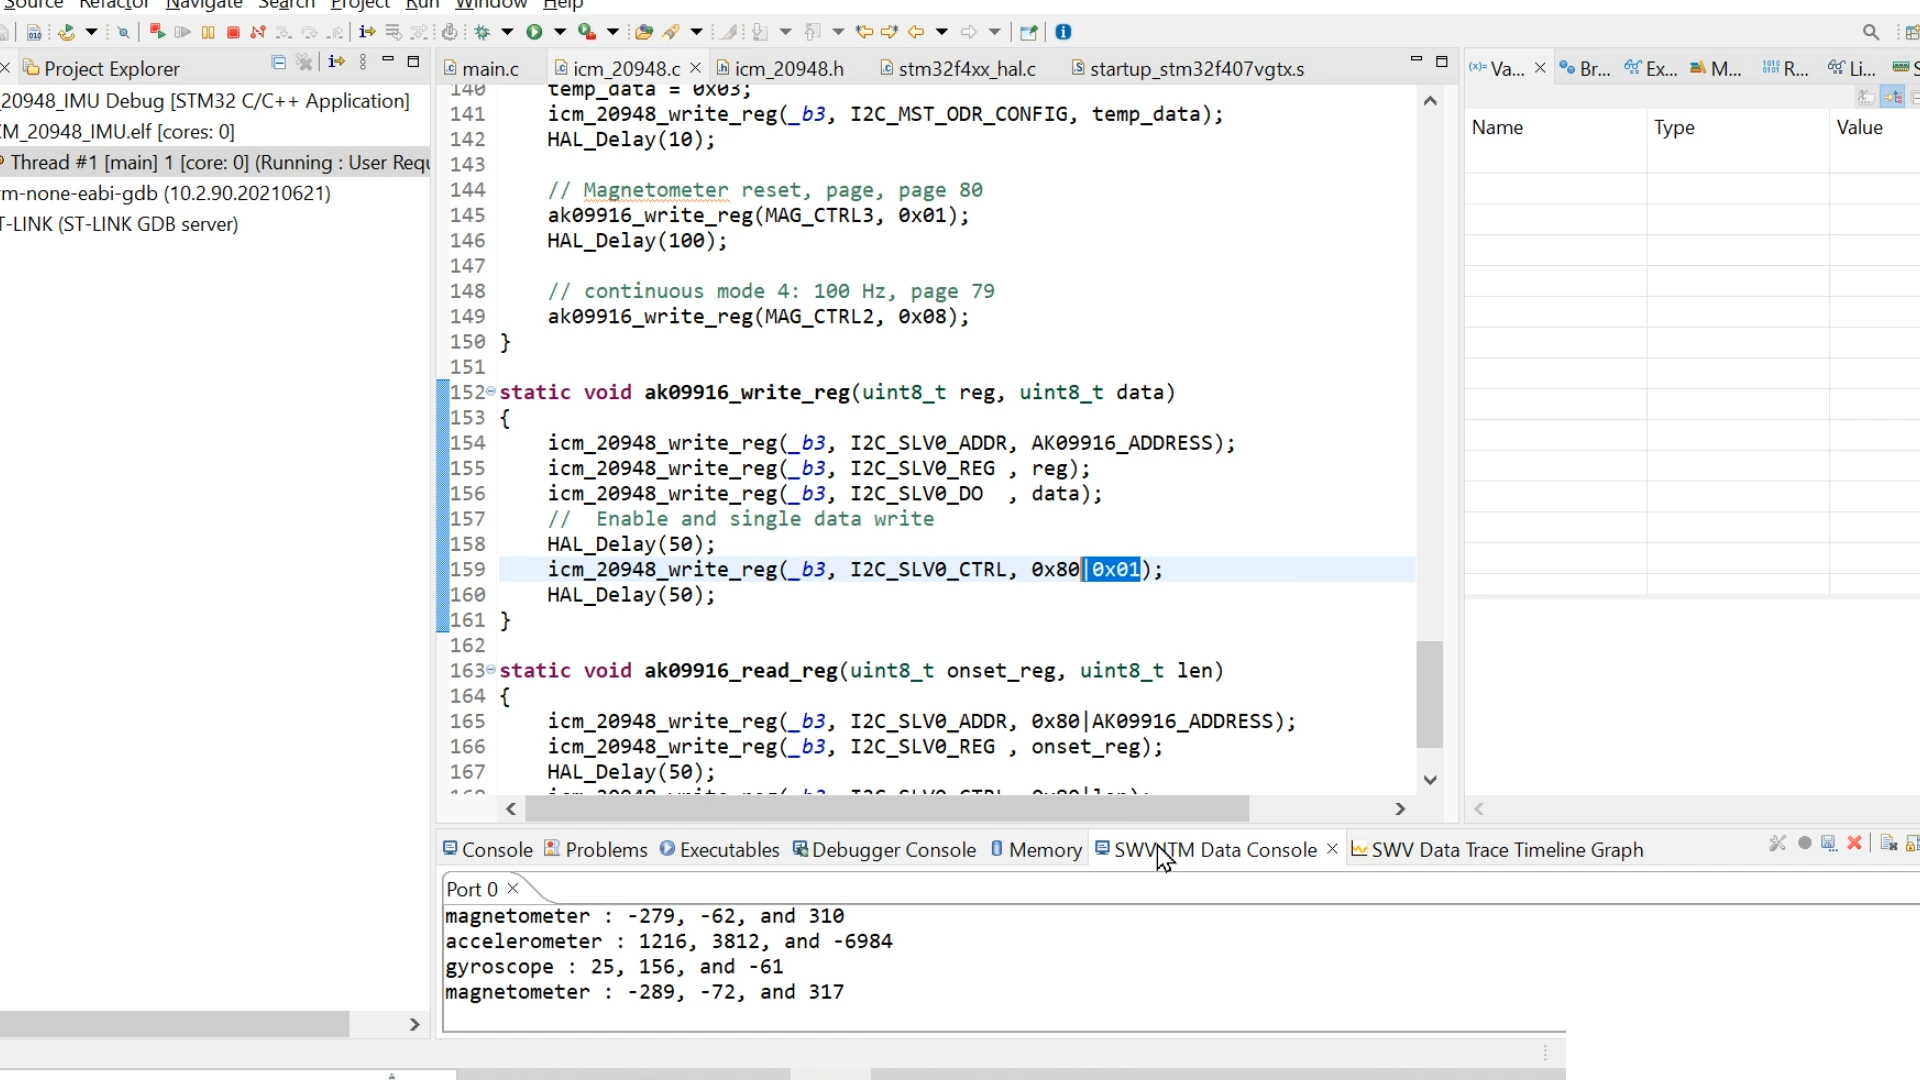 Source Refactor Navigate Search Project Run Window Help
Project Explorer
20948_IMU Debug [STM32 C/C++ Application]
M_20948_IMU.elf [cores: 0]
Thread #1 [main] 1 [core: 0] (Running : User Requ
m-none-eabi-gdb (10.2.90.20210621)
T-LINK (ST-LINK GDB server)
main.c icm_20948.c icm_20948.h stm32f4xx_hal.c startup_stm32f407vgtx.s
140 temp_data = 0x03;
141 icm_20948_write_reg(_b3, I2C_MST_ODR_CONFIG, temp_data);
142 HAL_Delay(10);
143
144 // Magnetometer reset, page, page 80
145 ak09916_write_reg(MAG_CTRL3, 0x01);
146 HAL_Delay(100);
147
148 // continuous mode 4: 100 Hz, page 79
149 ak09916_write_reg(MAG_CTRL2, 0x08);
150 }
151
152 static void ak09916_write_reg(uint8_t reg, uint8_t data)
153 {
154 icm_20948_write_reg(_b3, I2C_SLV0_ADDR, AK09916_ADDRESS);
155 icm_20948_write_reg(_b3, I2C_SLV0_REG , reg);
156 icm_20948_write_reg(_b3, I2C_SLV0_DO , data);
157 // Enable and single data write
158 HAL_Delay(50);
159 icm_20948_write_reg(_b3, I2C_SLV0_CTRL, 0x80|0x01);
160 HAL_Delay(50);
161 }
162
163 static void ak09916_read_reg(uint8_t onset_reg, uint8_t len)
164 {
165 icm_20948_write_reg(_b3, I2C_SLV0_ADDR, 0x80|AK09916_ADDRESS);
166 icm_20948_write_reg(_b3, I2C_SLV0_REG , onset_reg);
167 HAL_Delay(50);
Va... Br... Ex... M... R... Li... S
Name Type Value
Console Problems Executables Debugger Console Memory SWV ITM Data Console SWV Data Trace Timeline Graph
Port 0
magnetometer : -279, -62, and 310
accelerometer : 1216, 3812, and -6984
gyroscope : 25, 156, and -61
magnetometer : -289, -72, and 317